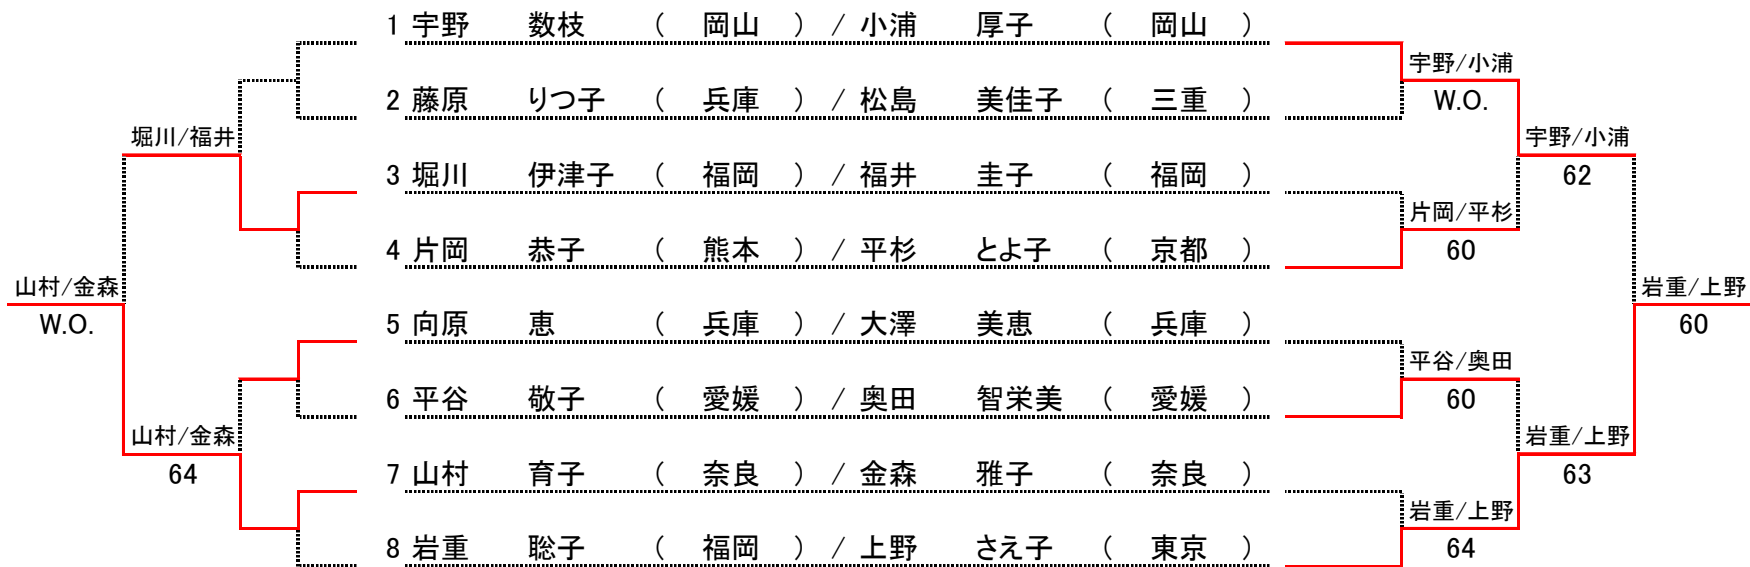 1 宇野 数枝 ( 岡山 ) / 小浦 厚子 ( 岡山 )
宇野/小浦
W.O.
2 藤原 りつ子 ( 兵庫 ) / 松島 美佳子 ( 三重 )
堀川/福井
宇野/小浦
62
3 堀川 伊津子 ( 福岡 ) / 福井 圭子 ( 福岡 )
片岡/平杉
60
4 片岡 恭子 ( 熊本 ) / 平杉 とよ子 ( 京都 )
山村/金森
W.O.
岩重/上野
60
5 向原 恵 ( 兵庫 ) / 大澤 美恵 ( 兵庫 )
平谷/奥田
60
6 平谷 敬子 ( 愛媛 ) / 奥田 智栄美 ( 愛媛 )
山村/金森
64
岩重/上野
63
7 山村 育子 ( 奈良 ) / 金森 雅子 ( 奈良 )
岩重/上野
64
8 岩重 聡子 ( 福岡 ) / 上野 さえ子 ( 東京 )